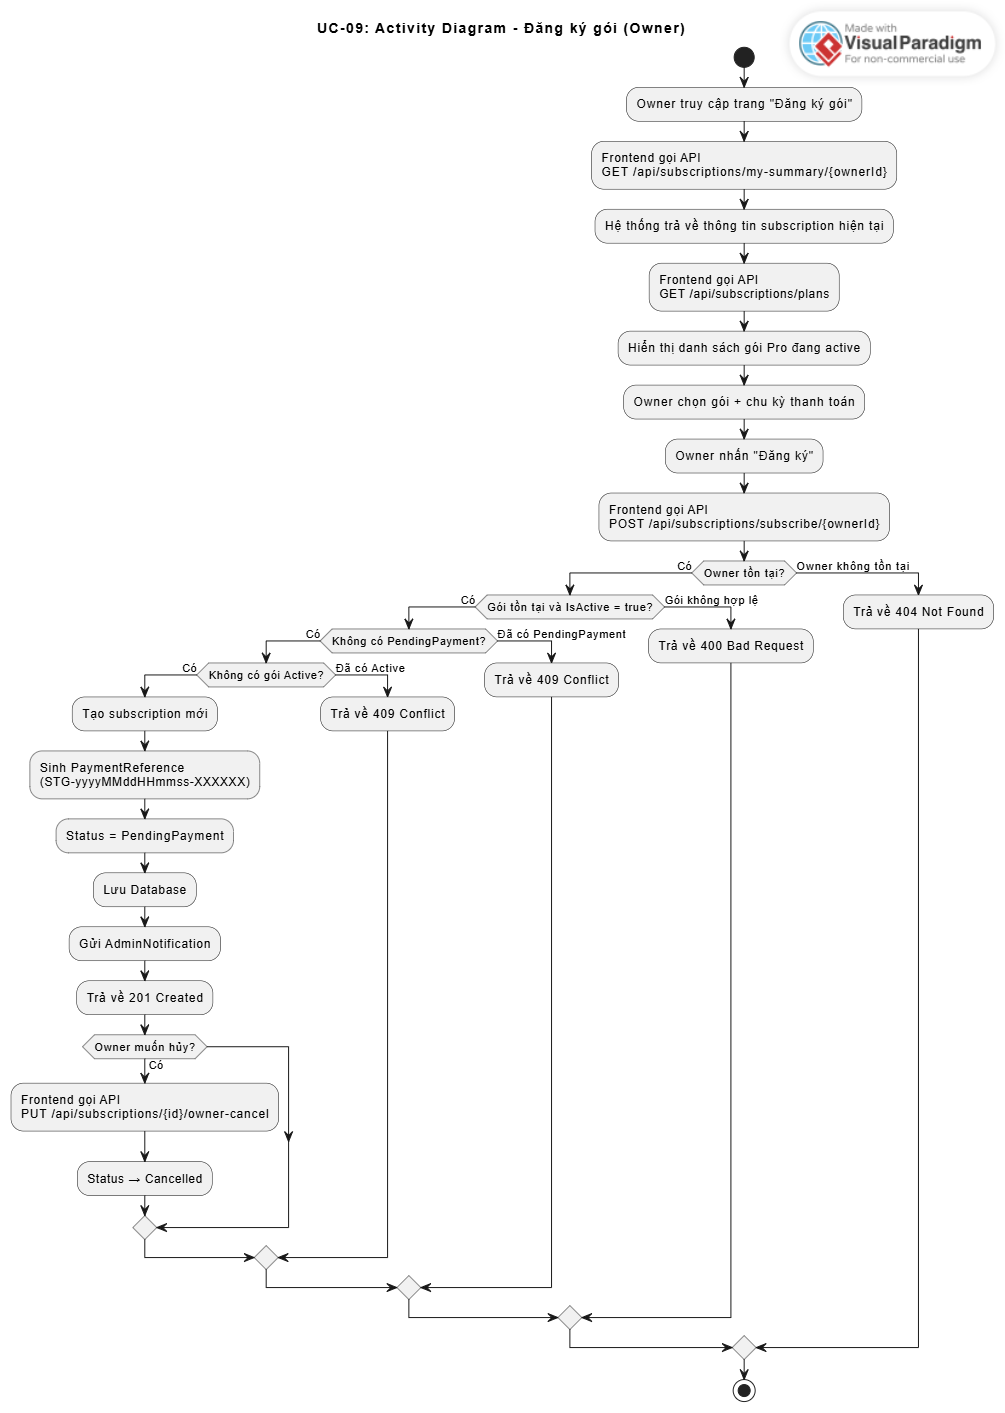 UC-09: Activity Diagram - Đăng ký gói (Owner)
Made with
Visual Paradigm
For non-commercial use
Owner truy cập trang "Đăng ký gói"
Frontend gọi API
GET /api/subscriptions/my-summary/{ownerId}
Hệ thống trả về thông tin subscription hiện tại
Frontend gọi API
GET /api/subscriptions/plans
Hiển thị danh sách gói Pro đang active
Owner chọn gói + chu kỳ thanh toán
Owner nhấn "Đăng ký"
Frontend gọi API
POST /api/subscriptions/subscribe/{ownerId}
Có
Owner tồn tại?
Owner không tồn tại
Có
Gói tồn tại và IsActive = true?
Gói không hợp lệ
Trả về 404 Not Found
Có
Không có PendingPayment?
Đã có PendingPayment
Trả về 400 Bad Request
Có
Không có gói Active?
Đã có Active
Trả về 409 Conflict
Tạo subscription mới
Trả về 409 Conflict
Sinh PaymentReference
(STG-yyyyMMddHHmmss-XXXXXX)
Status = PendingPayment
Lưu Database
Gửi AdminNotification
Trả về 201 Created
Owner muốn hủy?
Có
Frontend gọi API
PUT /api/subscriptions/{id}/owner-cancel
Status → Cancelled